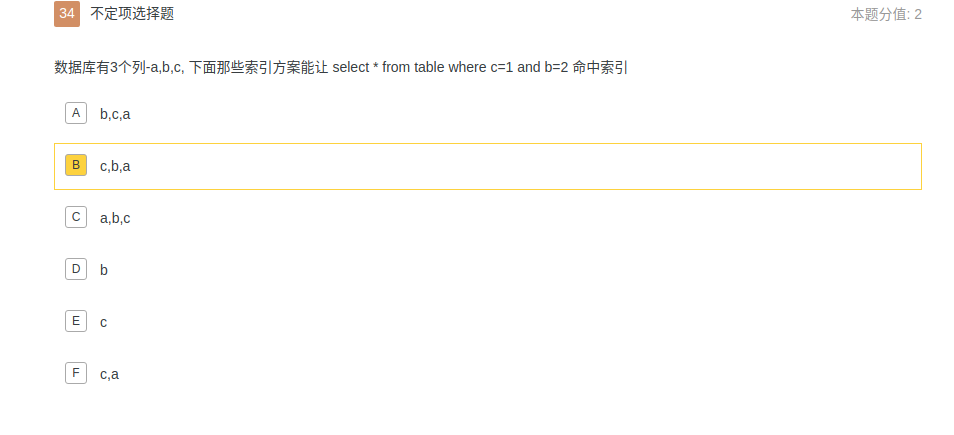 34 不定项选择题 本题分值: 2
数据库有3个列-a,b,c, 下面那些索引方案能让 select * from table where c=1 and b=2 命中索引
A b,c,a
B c,b,a
C a,b,c
D b
E c
F c,a